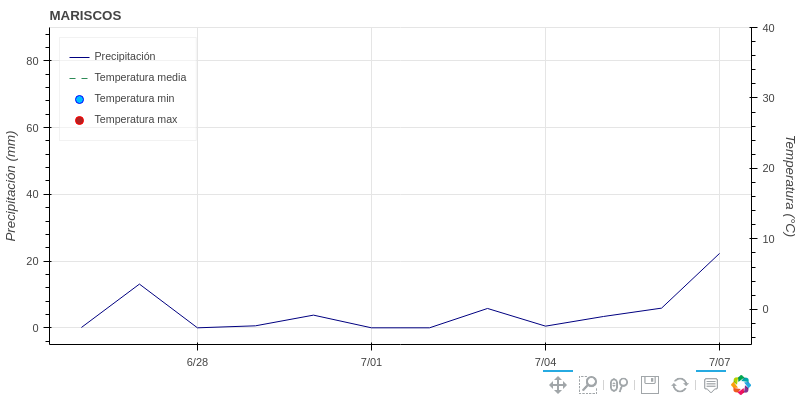 MARISCOS
Precipitación
Temperatura media
Temperatura min
Temperatura max
Precipitación (mm)
80
60
40
20
0
40
30
20
10
0
Temperatura (°C)
6/28
7/01
7/04
7/07